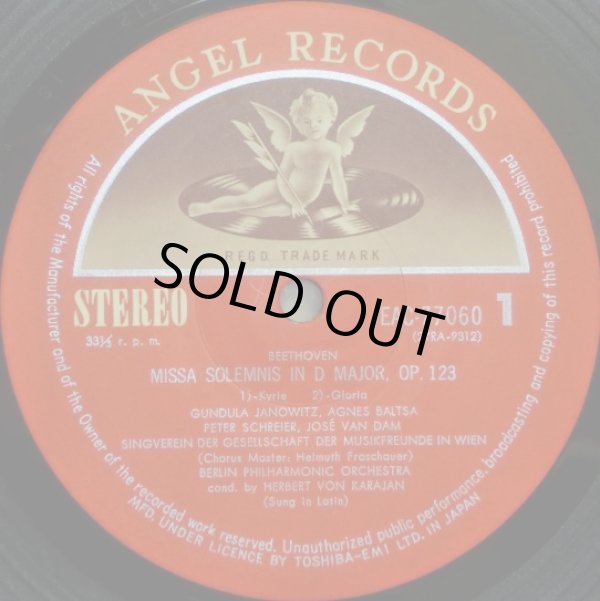 ANGEL RECORDS
REGD. TRADE MARK
STEREO
33⅓ r. p. m.
SOLD OUT
EAC-77060
1
BEETHOVEN
MISSA SOLEMNIS IN D MAJOR, OP. 123
1)-Kyrie 2)-Gloria
GUNDULA JANOWITZ, AGNES BALTSA
PETER SCHREIER, JOSÉ VAN DAM
SINGVEREIN DER GESELLSCHAFT DER MUSIKFREUNDE IN WIEN
(Chorus Master: Helmuth Froschauer)
BERLIN PHILHARMONIC ORCHESTRA
cond. by HERBERT VON KARAJAN
(Sung in Latin)
All rights of the Manufacturer and of the Owner of the recorded work reserved. Unauthorized public performance, broadcasting and copying of this record prohibited
MFD. UNDER LICENCE BY TOSHIBA-EMI LTD. IN JAPAN